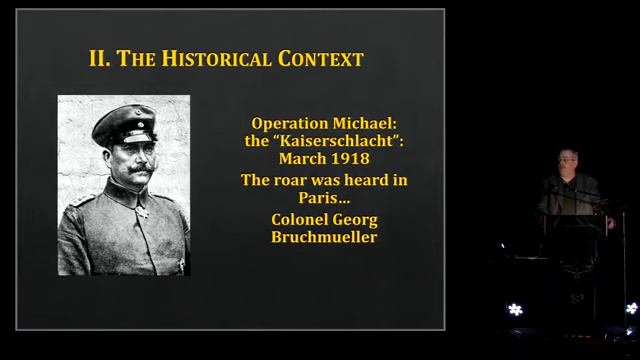 II. THE HISTORICAL CONTEXT
Operation Michael:
the “Kaiserschlacht”:
March 1918
The roar was heard in
Paris…
Colonel Georg
Bruchmueller